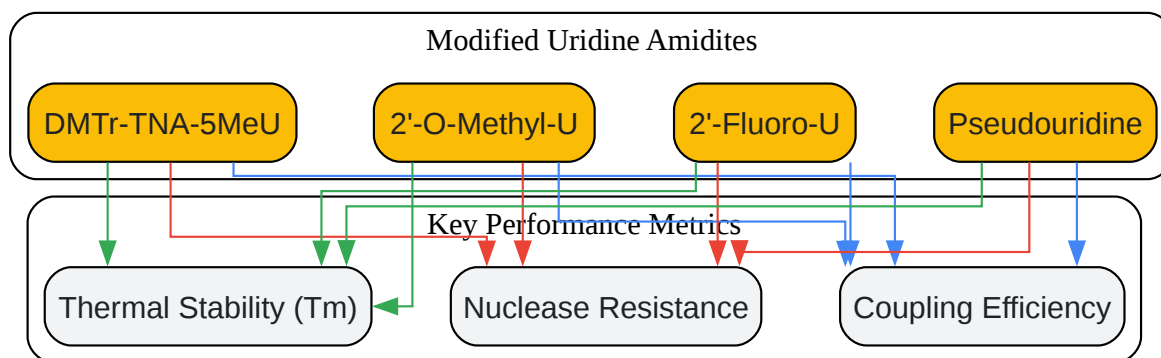 Modified Uridine Amidites
DMTr-TNA-5MeU
2'-O-Methyl-U
2'-Fluoro-U
Pseudouridine
Key Performance Metrics
Thermal Stability (Tm)
Nuclease Resistance
Coupling Efficiency